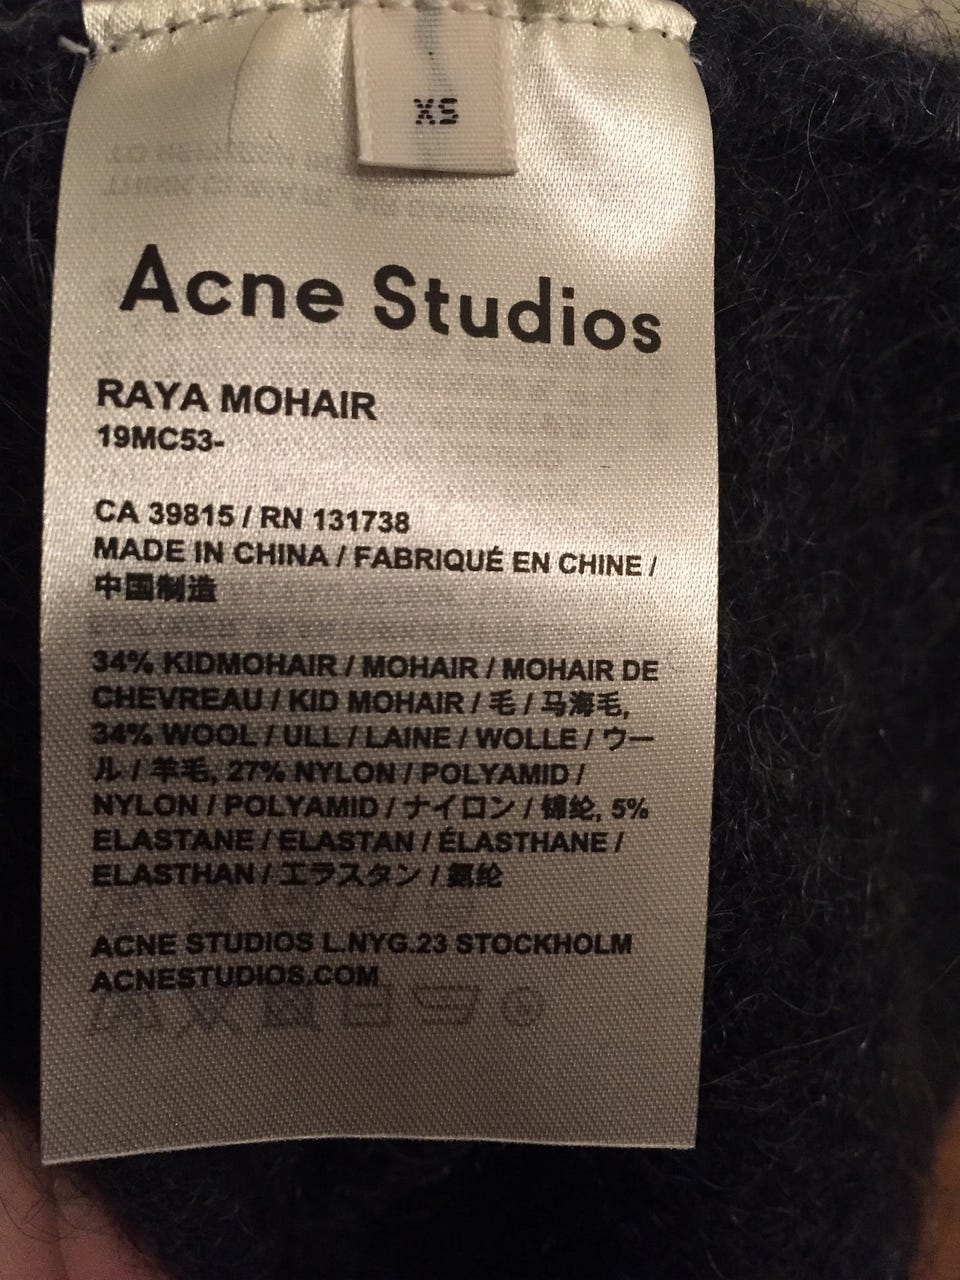 XS
Acne Studios
RAYA MOHAIR
19MC53-
CA 39815 / RN 131738
MADE IN CHINA / FABRIQUÉ EN CHINE /
中国制造
34% KIDMOHAIR / MOHAIR / MOHAIR DE
CHEVREAU / KID MOHAIR / 毛 / 马海毛,
34% WOOL / ULL / LAINE / WOLLE / ウー
ル / 羊毛, 27% NYLON / POLYAMID /
NYLON / POLYAMID / ナイロン / 锦纶, 5%
ELASTANE / ELASTAN / ÉLASTHANE /
ELASTHAN / エラスタン / 氨纶
ACNE STUDIOS L.NYG.23 STOCKHOLM
ACNESTUDIOS.COM